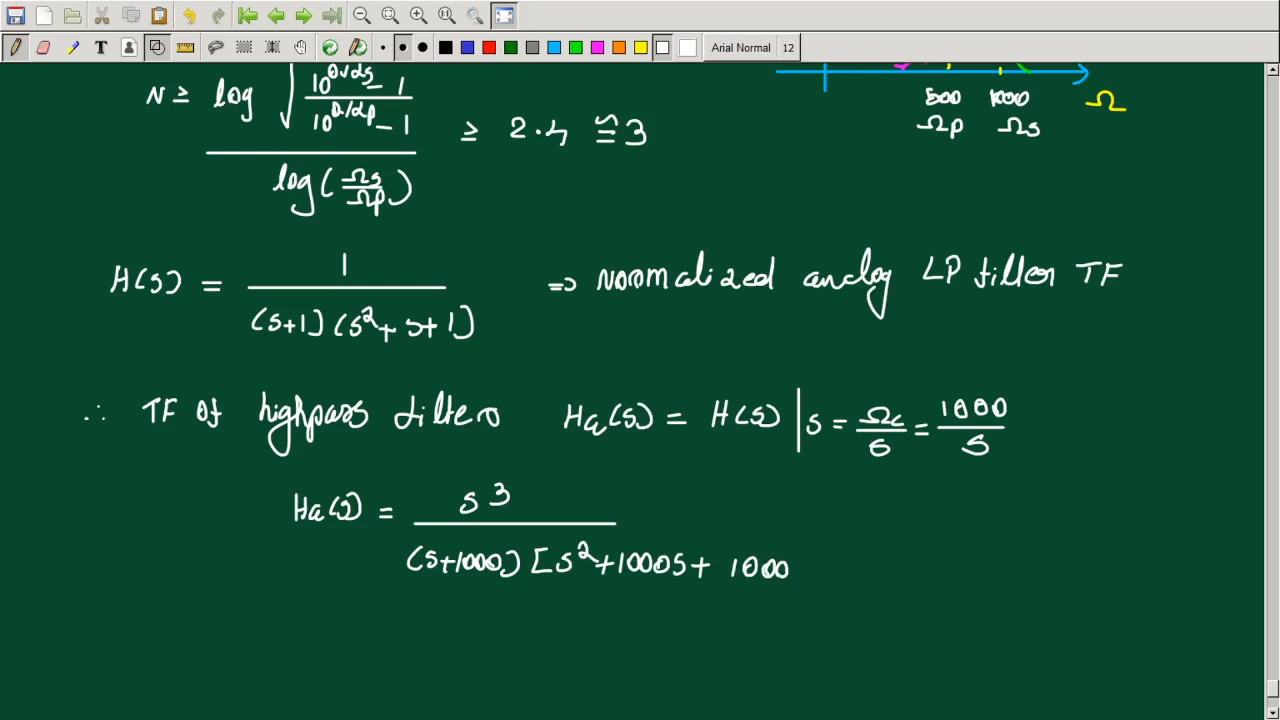 Arial Normal 12
500 1000 Ω
Ωp Ωs
N ≥ log √((10^0.1αs − 1)/(10^0.1αp − 1)) / log(Ωs/Ωp) ≥ 2.4 ≅ 3
H(s) = 1 / ((s+1)(s²+s+1) ⇒ Normalized analog LP filter TF
∴ TF of highpass filters Ha(s) = H(s) | s = Ωc/s = 1000/s
Ha(s) = s³ / ((s+1000) [s²+1000s+ 1000